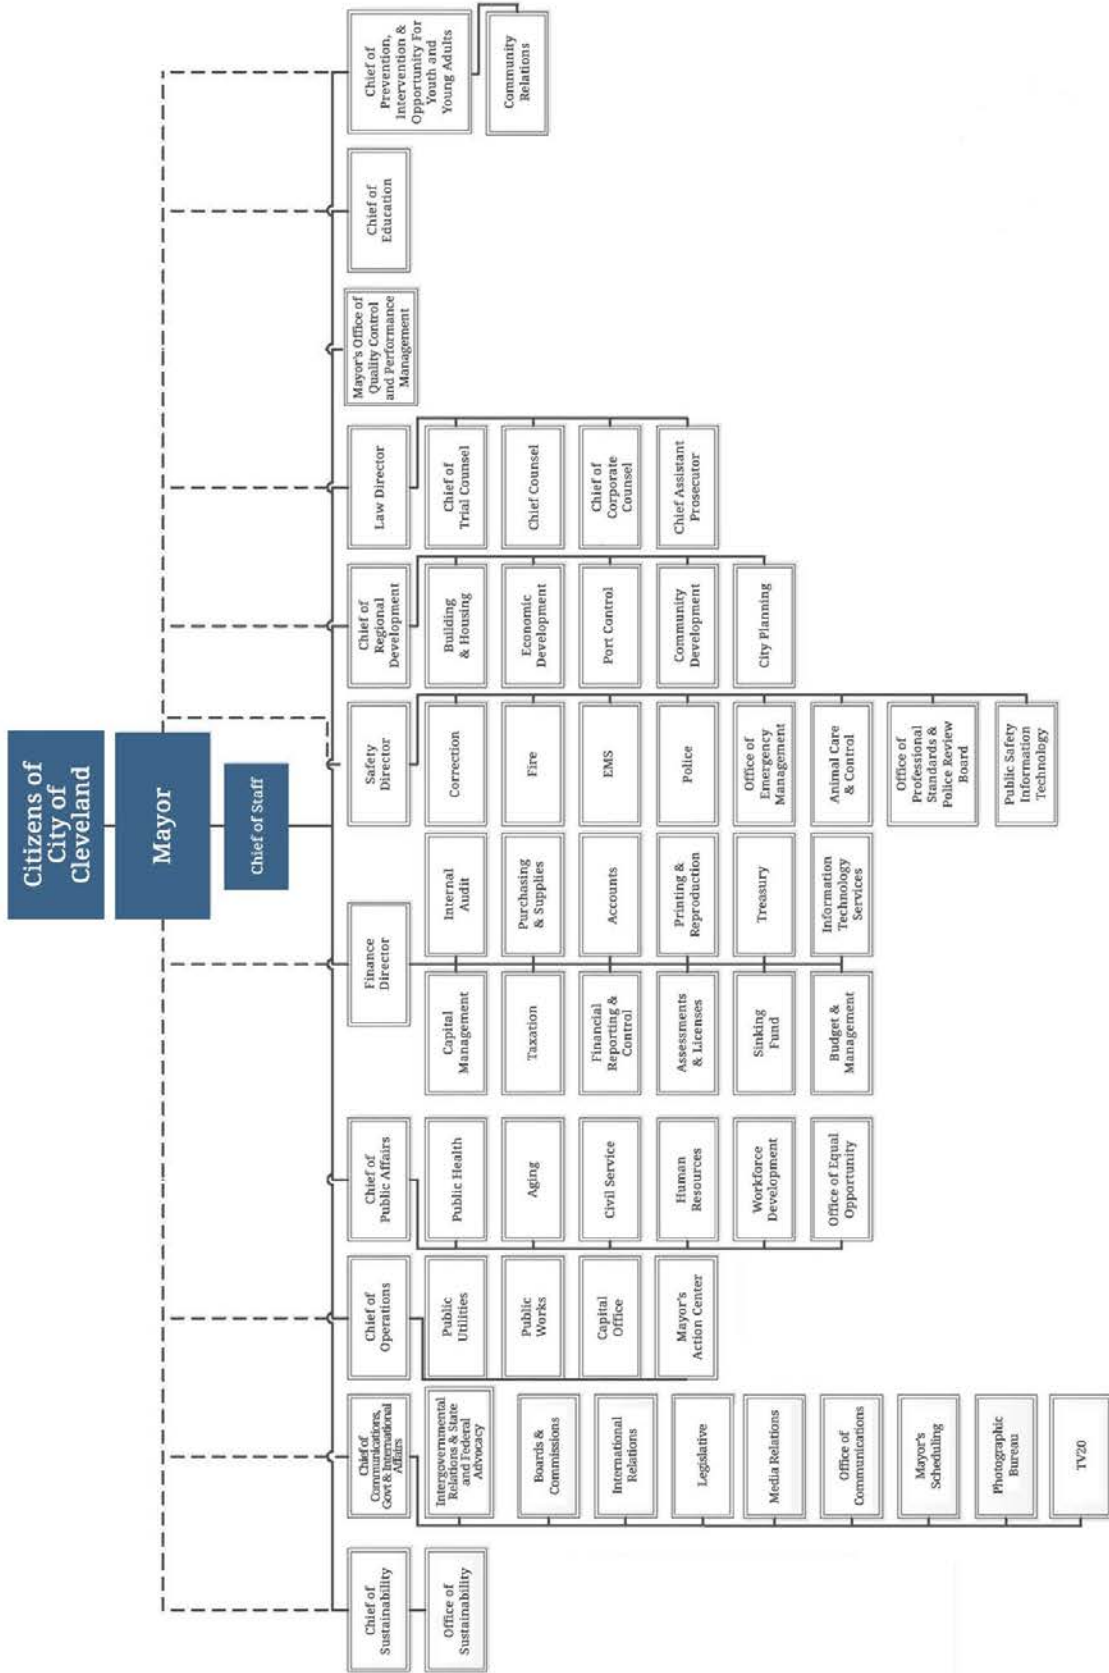 Citizens of
City of
Cleveland
Mayor
Chief of Staff
Chief of
Sustainability
Office of
Sustainability
Chief of
Communications,
Govt & International
Affairs
Intergovernmental
Relations & State
and Federal
Advocacy
Boards &
Commissions
International
Relations
Legislative
Media Relations
Office of
Communications
Mayor's
Scheduling
Photographic
Bureau
TV20
Chief of
Operations
Public
Utilities
Public
Works
Capital
Office
Mayor's
Action Center
Chief of
Public Affairs
Public Health
Aging
Civil Service
Human
Resources
Workforce
Development
Office of Equal
Opportunity
Finance
Director
Capital
Management
Taxation
Financial
Reporting &
Control
Assessments
& Licenses
Sinking
Fund
Budget &
Management
Internal
Audit
Purchasing
& Supplies
Accounts
Printing &
Reproduction
Treasury
Information
Technology
Services
Safety
Director
Correction
Fire
EMS
Police
Office of
Emergency
Management
Animal Care
& Control
Office of
Professional
Standards &
Police Review
Board
Public Safety
Information
Technology
Chief of
Regional
Development
Building
& Housing
Economic
Development
Port Control
Community
Development
City Planning
Law Director
Chief of
Trial Counsel
Chief Counsel
Chief of
Corporate
Counsel
Chief Assistant
Prosecutor
Mayor's Office of
Quality Control
and Performance
Management
Chief of
Education
Chief of
Prevention,
Intervention &
Opportunity For
Youth and
Young Adults
Community
Relations